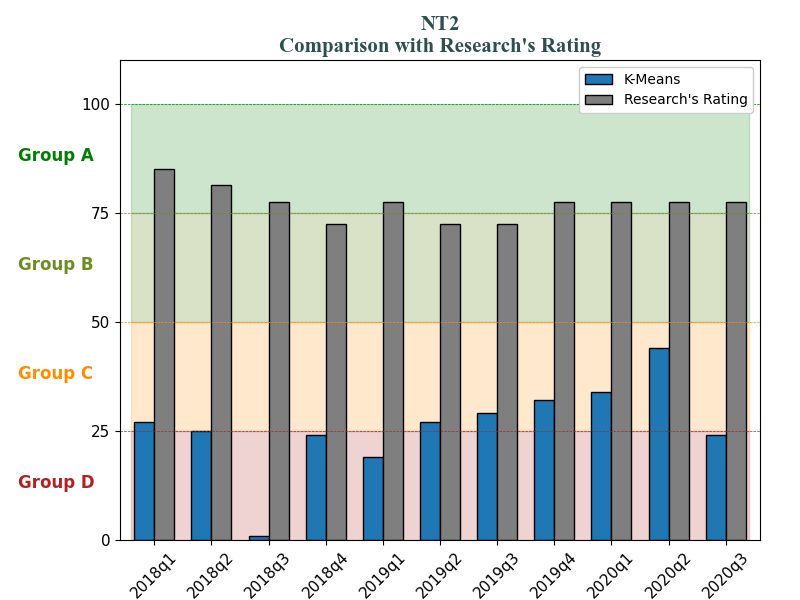 NT2
Comparison with Research's Rating
K-Means
Research's Rating
100
Group A
75
Group B
50
Group C
25
Group D
0
2018q1 2018q2 2018q3 2018q4 2019q1 2019q2 2019q3 2019q4 2020q1 2020q2 2020q3